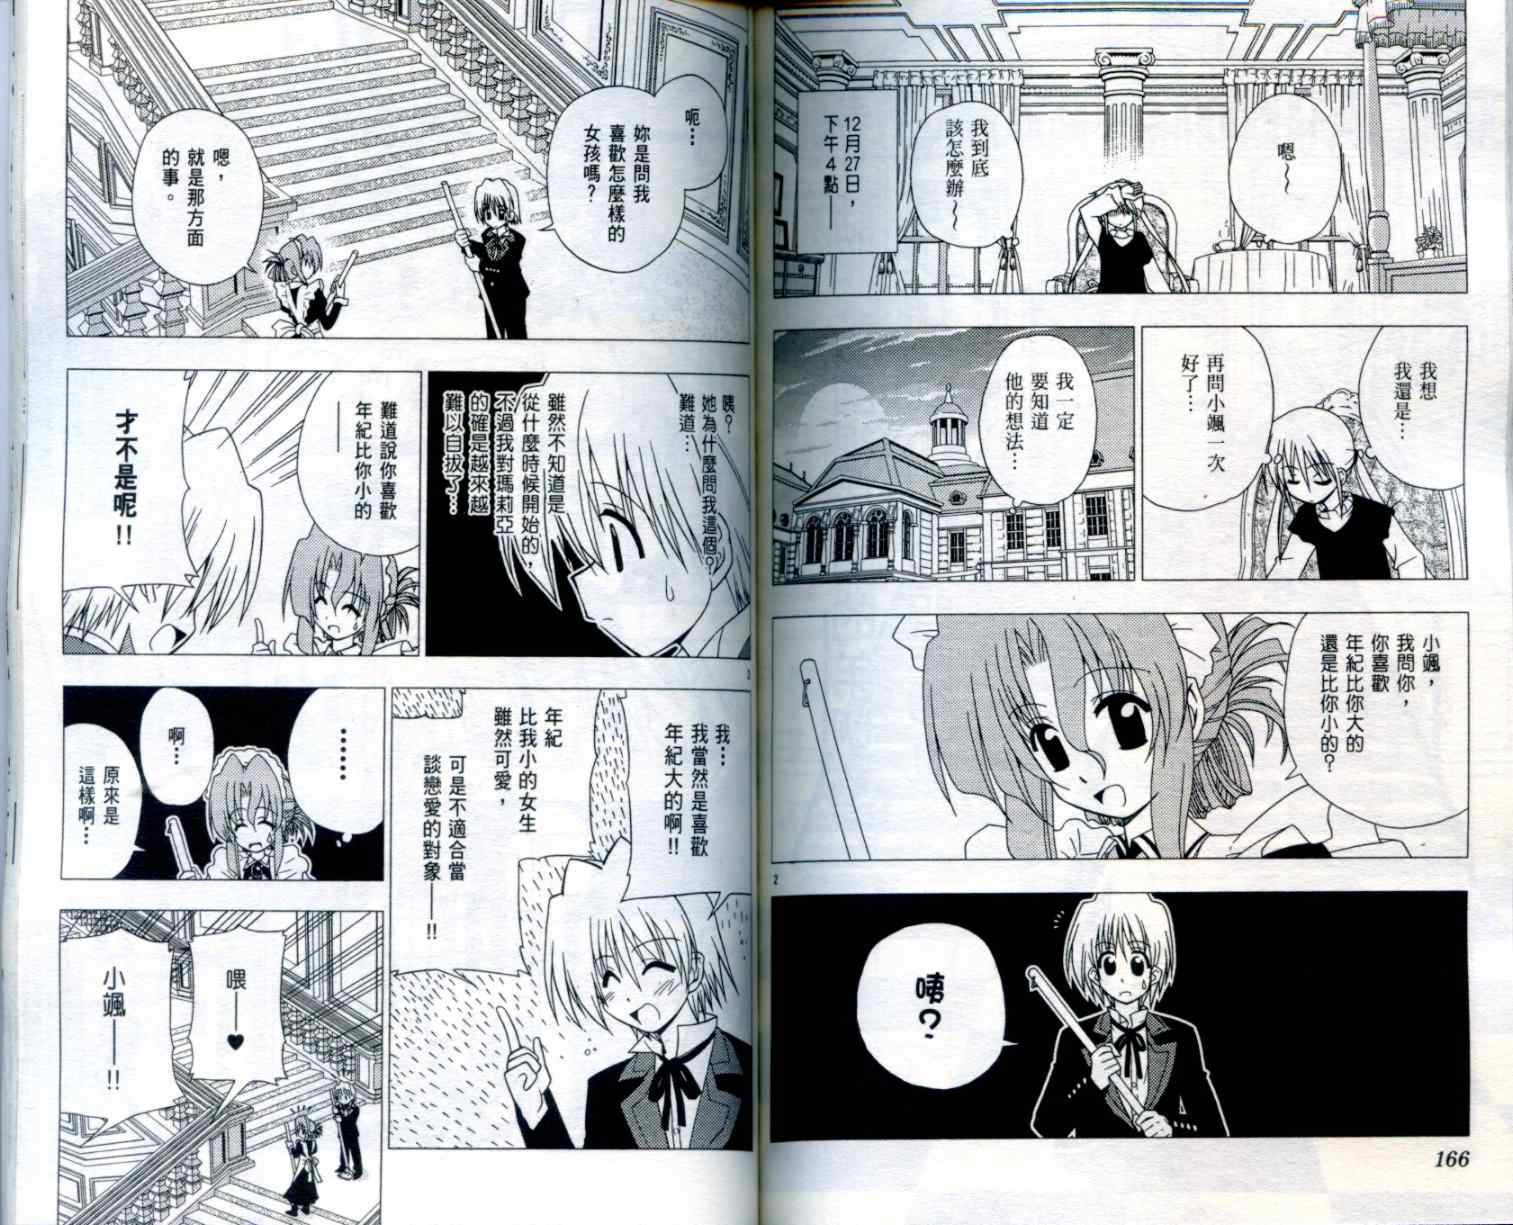 嗯～
我到底
該怎麼辦～
12月27日，
下午4點——
我想
我還是…
再問小颯一次
好了…
我一定
要知道
他的想法…
小颯，
我問你，
你喜歡
年紀比你大的
還是比你小的？
2
咦？
166
呃…
妳是問我
喜歡怎麼樣的
女孩嗎？
嗯，
就是那方面
的事。
咦？
她為什麼問我這個？
難道…
雖然不知道是
從什麼時候開始的，
不過我對瑪莉亞
的確是越來越
難以自拔了…
難道說你喜歡
年紀比你小的
——
才不是呢!!
3
我…
我當然是喜歡
年紀大的啊!!
年紀
比我小的女生
雖然可愛，
可是不適合當
談戀愛的對象——!!
……
啊…
原來是
這樣啊…
喂——♥
小颯——!!